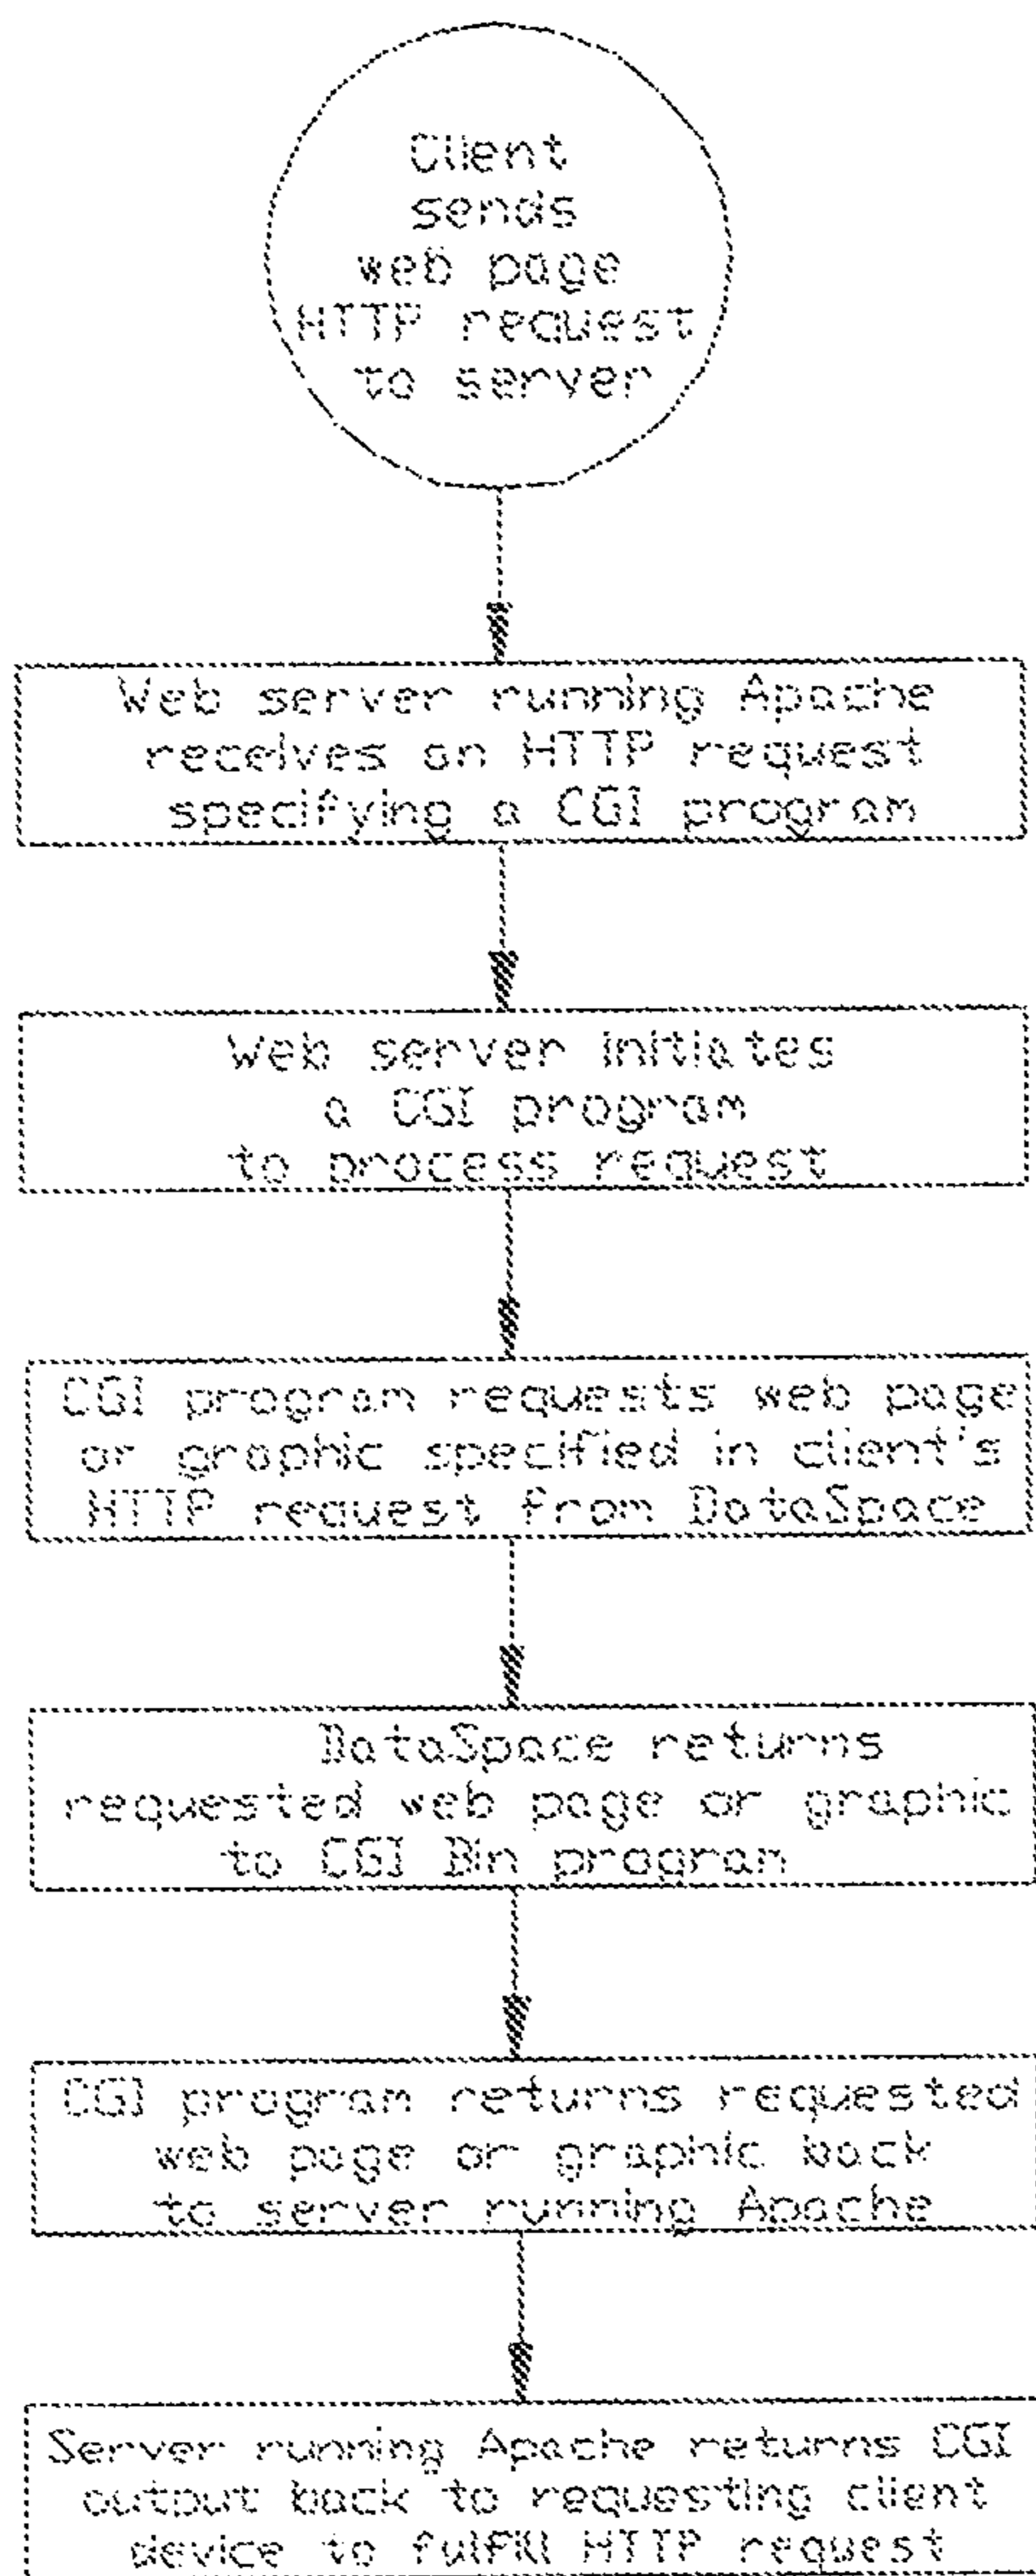 Client
sends
web page
HTTP request
to server
Web server running Apache
receives an HTTP request
specifying a CGI program
Web server initiates
a CGI program
to process request
CGI program requests web page
or graphic specified in client's
HTTP request from DataSpace
DataSpace returns
requested web page or graphic
to CGI Bin program
CGI program returns requested
web page or graphic back
to server running Apache
Server running Apache returns CGI
output back to requesting client
device to fulfill HTTP request